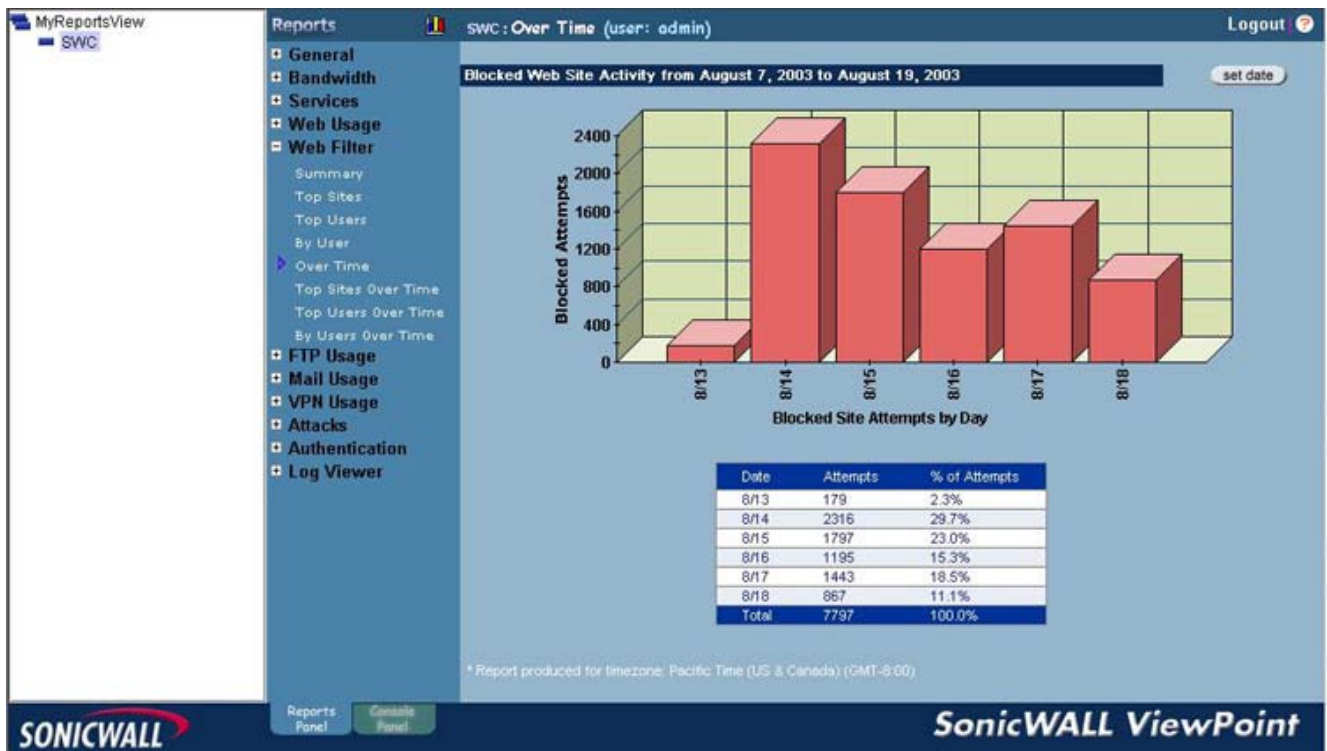 MyReportsView
SWC
Reports
General
Bandwidth
Services
Web Usage
Web Filter
Summary
Top Sites
Top Users
By User
Over Time
Top Sites Over Time
Top Users Over Time
By Users Over Time
FTP Usage
Mail Usage
VPN Usage
Attacks
Authentication
Log Viewer
SWC: Over Time (user: admin)
Logout ?
Blocked Web Site Activity from August 7, 2003 to August 19, 2003
set date
Blocked Attempts
2400
2000
1600
1200
800
400
0
8/13 8/14 8/15 8/16 8/17 8/18
Blocked Site Attempts by Day
Date Attempts % of Attempts
8/13 179 2.3%
8/14 2316 29.7%
8/15 1797 23.0%
8/16 1195 15.3%
8/17 1443 18.5%
8/18 867 11.1%
Total 7797 100.0%
* Report produced for timezone: Pacific Time (US & Canada) (GMT-8:00)
SONICWALL
Reports Panel
Console Panel
SonicWALL ViewPoint